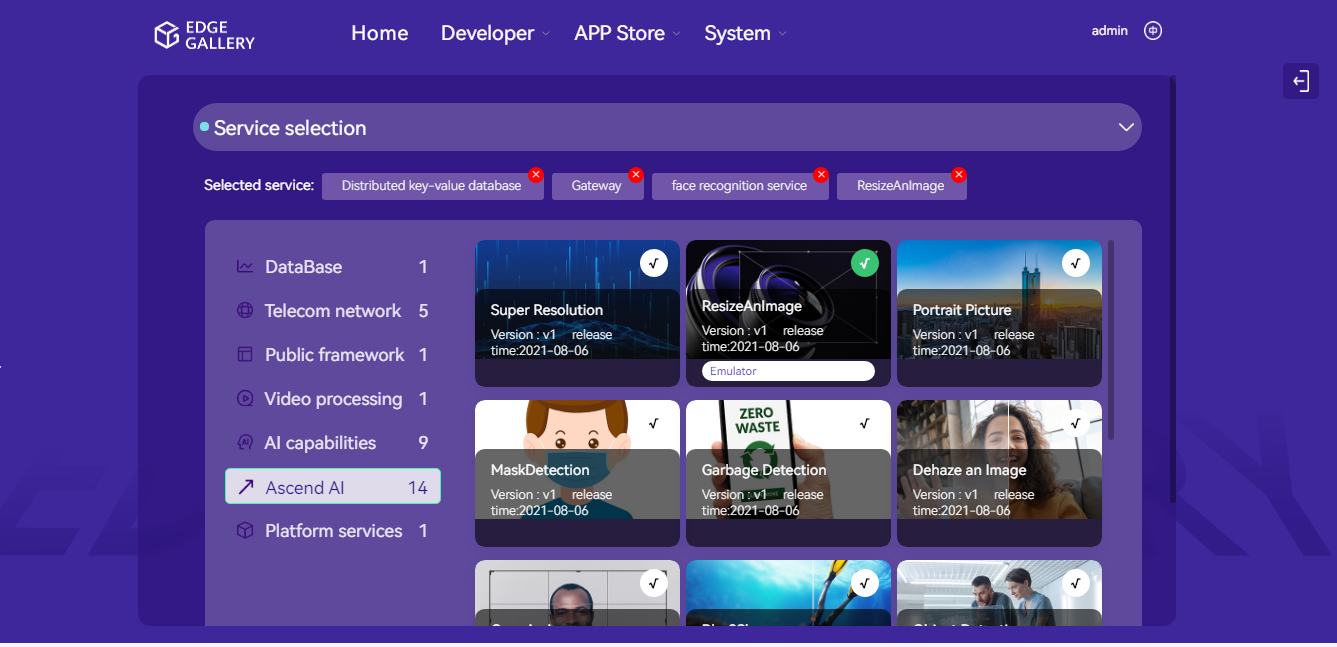 EDGE
GALLERY
Home
Developer
APP Store
System
admin
中
Service selection
Selected service:
Distributed key-value database
Gateway
face recognition service
ResizeAnImage
DataBase 1
Telecom network 5
Public framework 1
Video processing 1
AI capabilities 9
Ascend AI 14
Platform services 1
Super Resolution
Version : v1 release
time:2021-08-06
ResizeAnImage
Version : v1 release
time:2021-08-06
Emulator
Portrait Picture
Version : v1 release
time:2021-08-06
MaskDetection
Version : v1 release
time:2021-08-06
ZERO
WASTE
Garbage Detection
Version : v1 release
time:2021-08-06
Dehaze an Image
Version : v1 release
time:2021-08-06